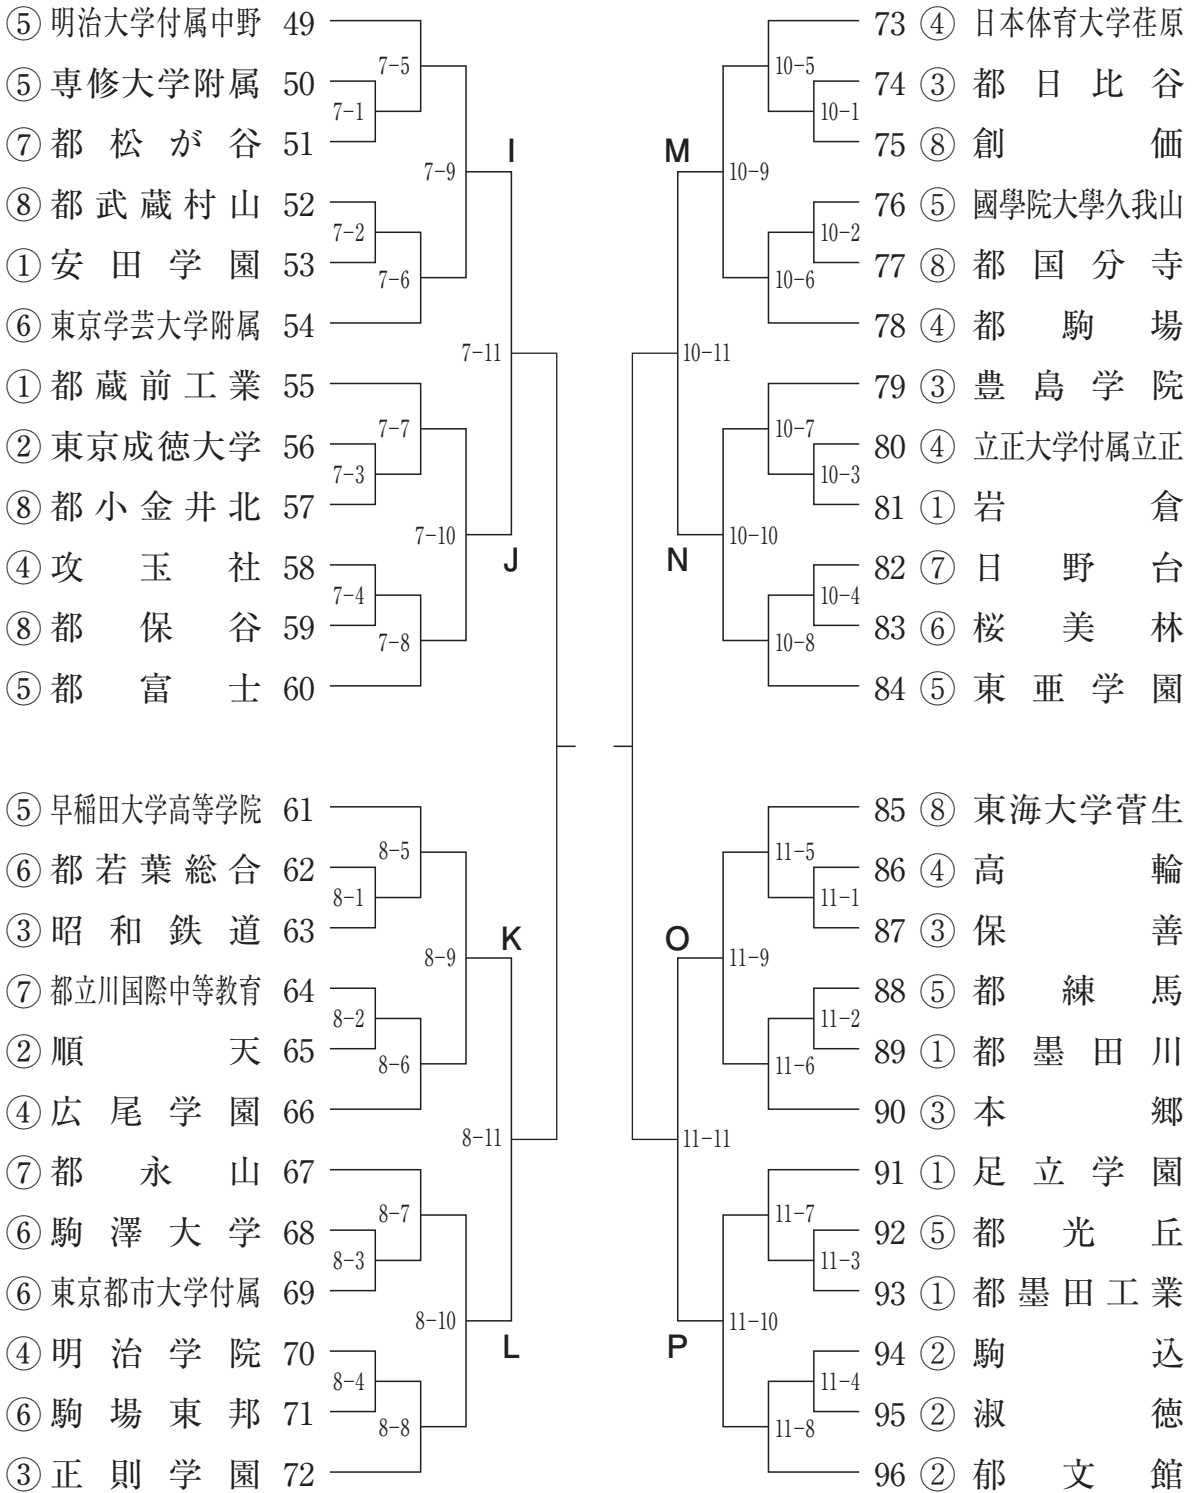 ⑤ 明治大学付属中野 49
⑤ 専修大学附属 50
⑦ 都松が谷 51
⑧ 都武蔵村山 52
① 安田学園 53
⑥ 東京学芸大学附属 54
① 都蔵前工業 55
② 東京成徳大学 56
⑧ 都小金井北 57
④ 攻玉社 58
⑧ 都保谷 59
⑤ 都富士 60
7-5
7-1
7-9
I
7-2
7-6
7-11
7-7
7-3
7-10
J
7-4
7-8
⑤ 早稲田大学高等学院 61
⑥ 都若葉総合 62
③ 昭和鉄道 63
⑦ 都立川国際中等教育 64
② 順天 65
④ 広尾学園 66
⑦ 都永山 67
⑥ 駒澤大学 68
⑥ 東京都市大学付属 69
④ 明治学院 70
⑥ 駒場東邦 71
③ 正則学園 72
8-5
8-1
8-9
K
8-2
8-6
8-11
8-7
8-3
8-10
L
8-4
8-8
73 ④ 日本体育大学荏原
74 ③ 都日比谷
75 ⑧ 創価
76 ⑤ 國學院大學久我山
77 ⑧ 都国分寺
78 ④ 都駒場
79 ③ 豊島学院
80 ④ 立正大学付属立正
81 ① 岩倉
82 ⑦ 日野台
83 ⑥ 桜美林
84 ⑤ 東亜学園
10-5
10-1
M
10-9
10-2
10-6
10-11
10-7
10-3
N
10-10
10-4
10-8
85 ⑧ 東海大学菅生
86 ④ 高輪
87 ③ 保善
88 ⑤ 都練馬
89 ① 都墨田川
90 ③ 本郷
91 ① 足立学園
92 ⑤ 都光丘
93 ① 都墨田工業
94 ② 駒込
95 ② 淑徳
96 ② 郁文館
11-5
11-1
O
11-9
11-2
11-6
11-11
11-7
11-3
P
11-10
11-4
11-8